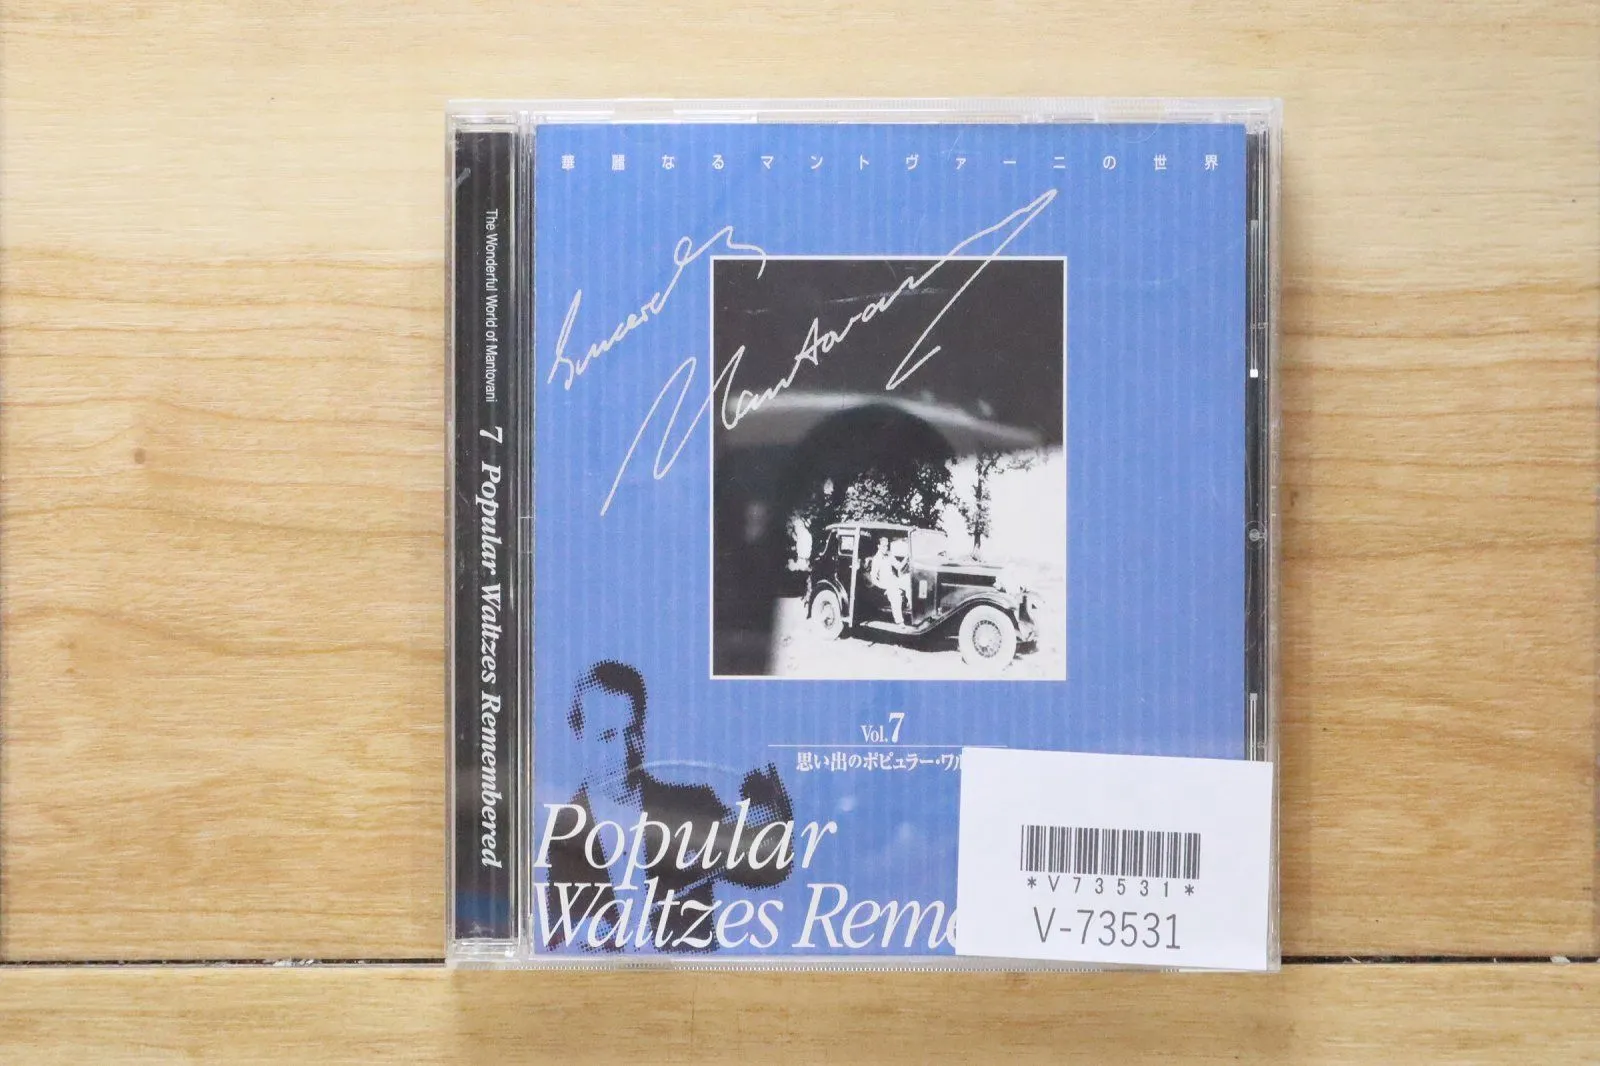 華麗なるマントヴァーニの世界
Sincerely
Mantovani
The Wonderful World of Mantovani 7 Popular Waltzes Remembered
Vol.7
思い出のポピュラー・ワル
Popular
Waltzes Reme
*V73531*
V-73531